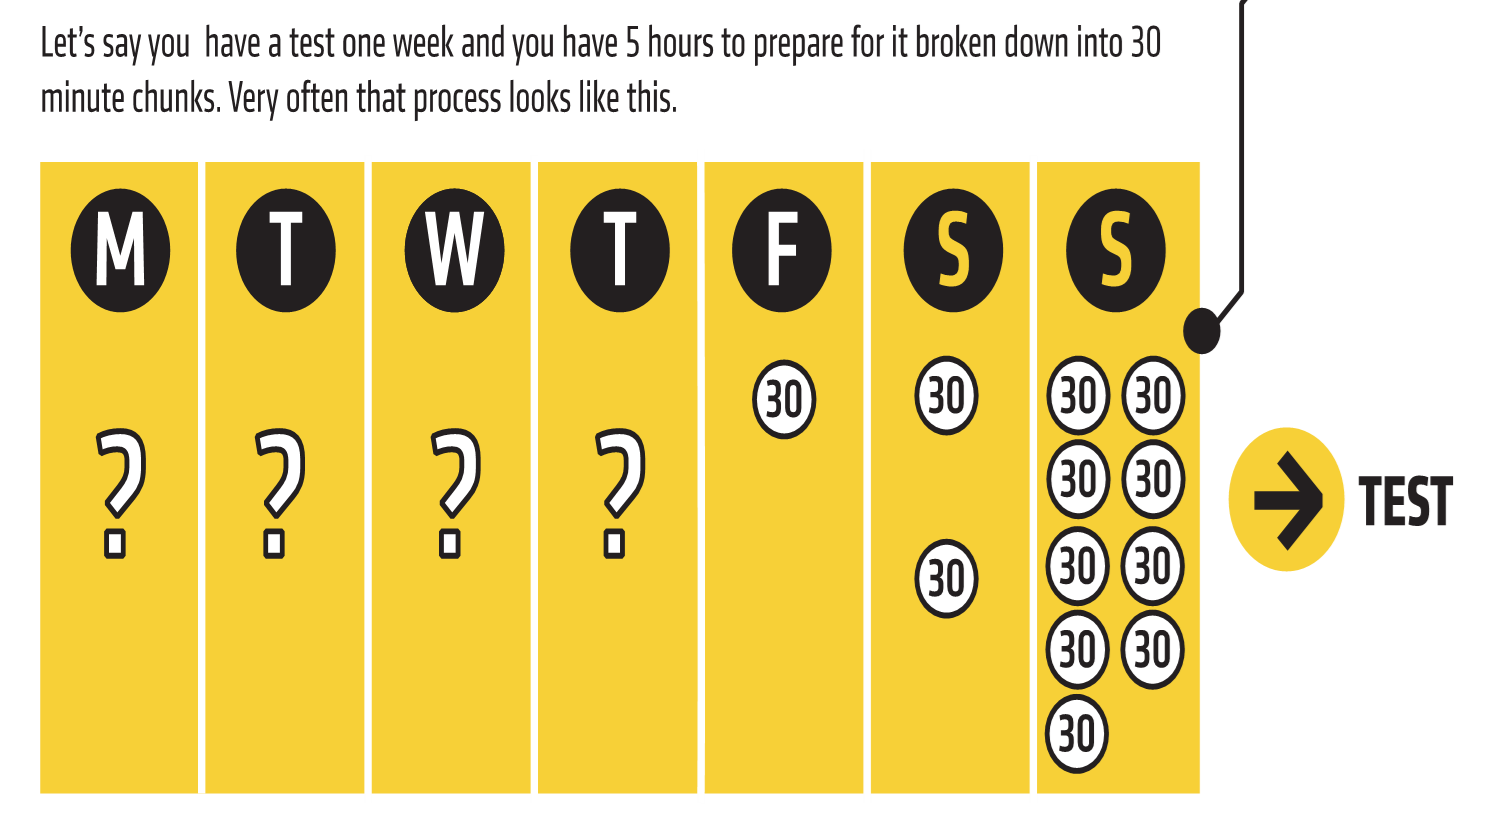 Let's say you  have a test one week and you have 5 hours to prepare for it broken down into 30
minute chunks. Very often that process looks like this.
M T W T F S S
30 30 30 30
? ? ? ? 30 30
TEST
30 30 30
30 30
30